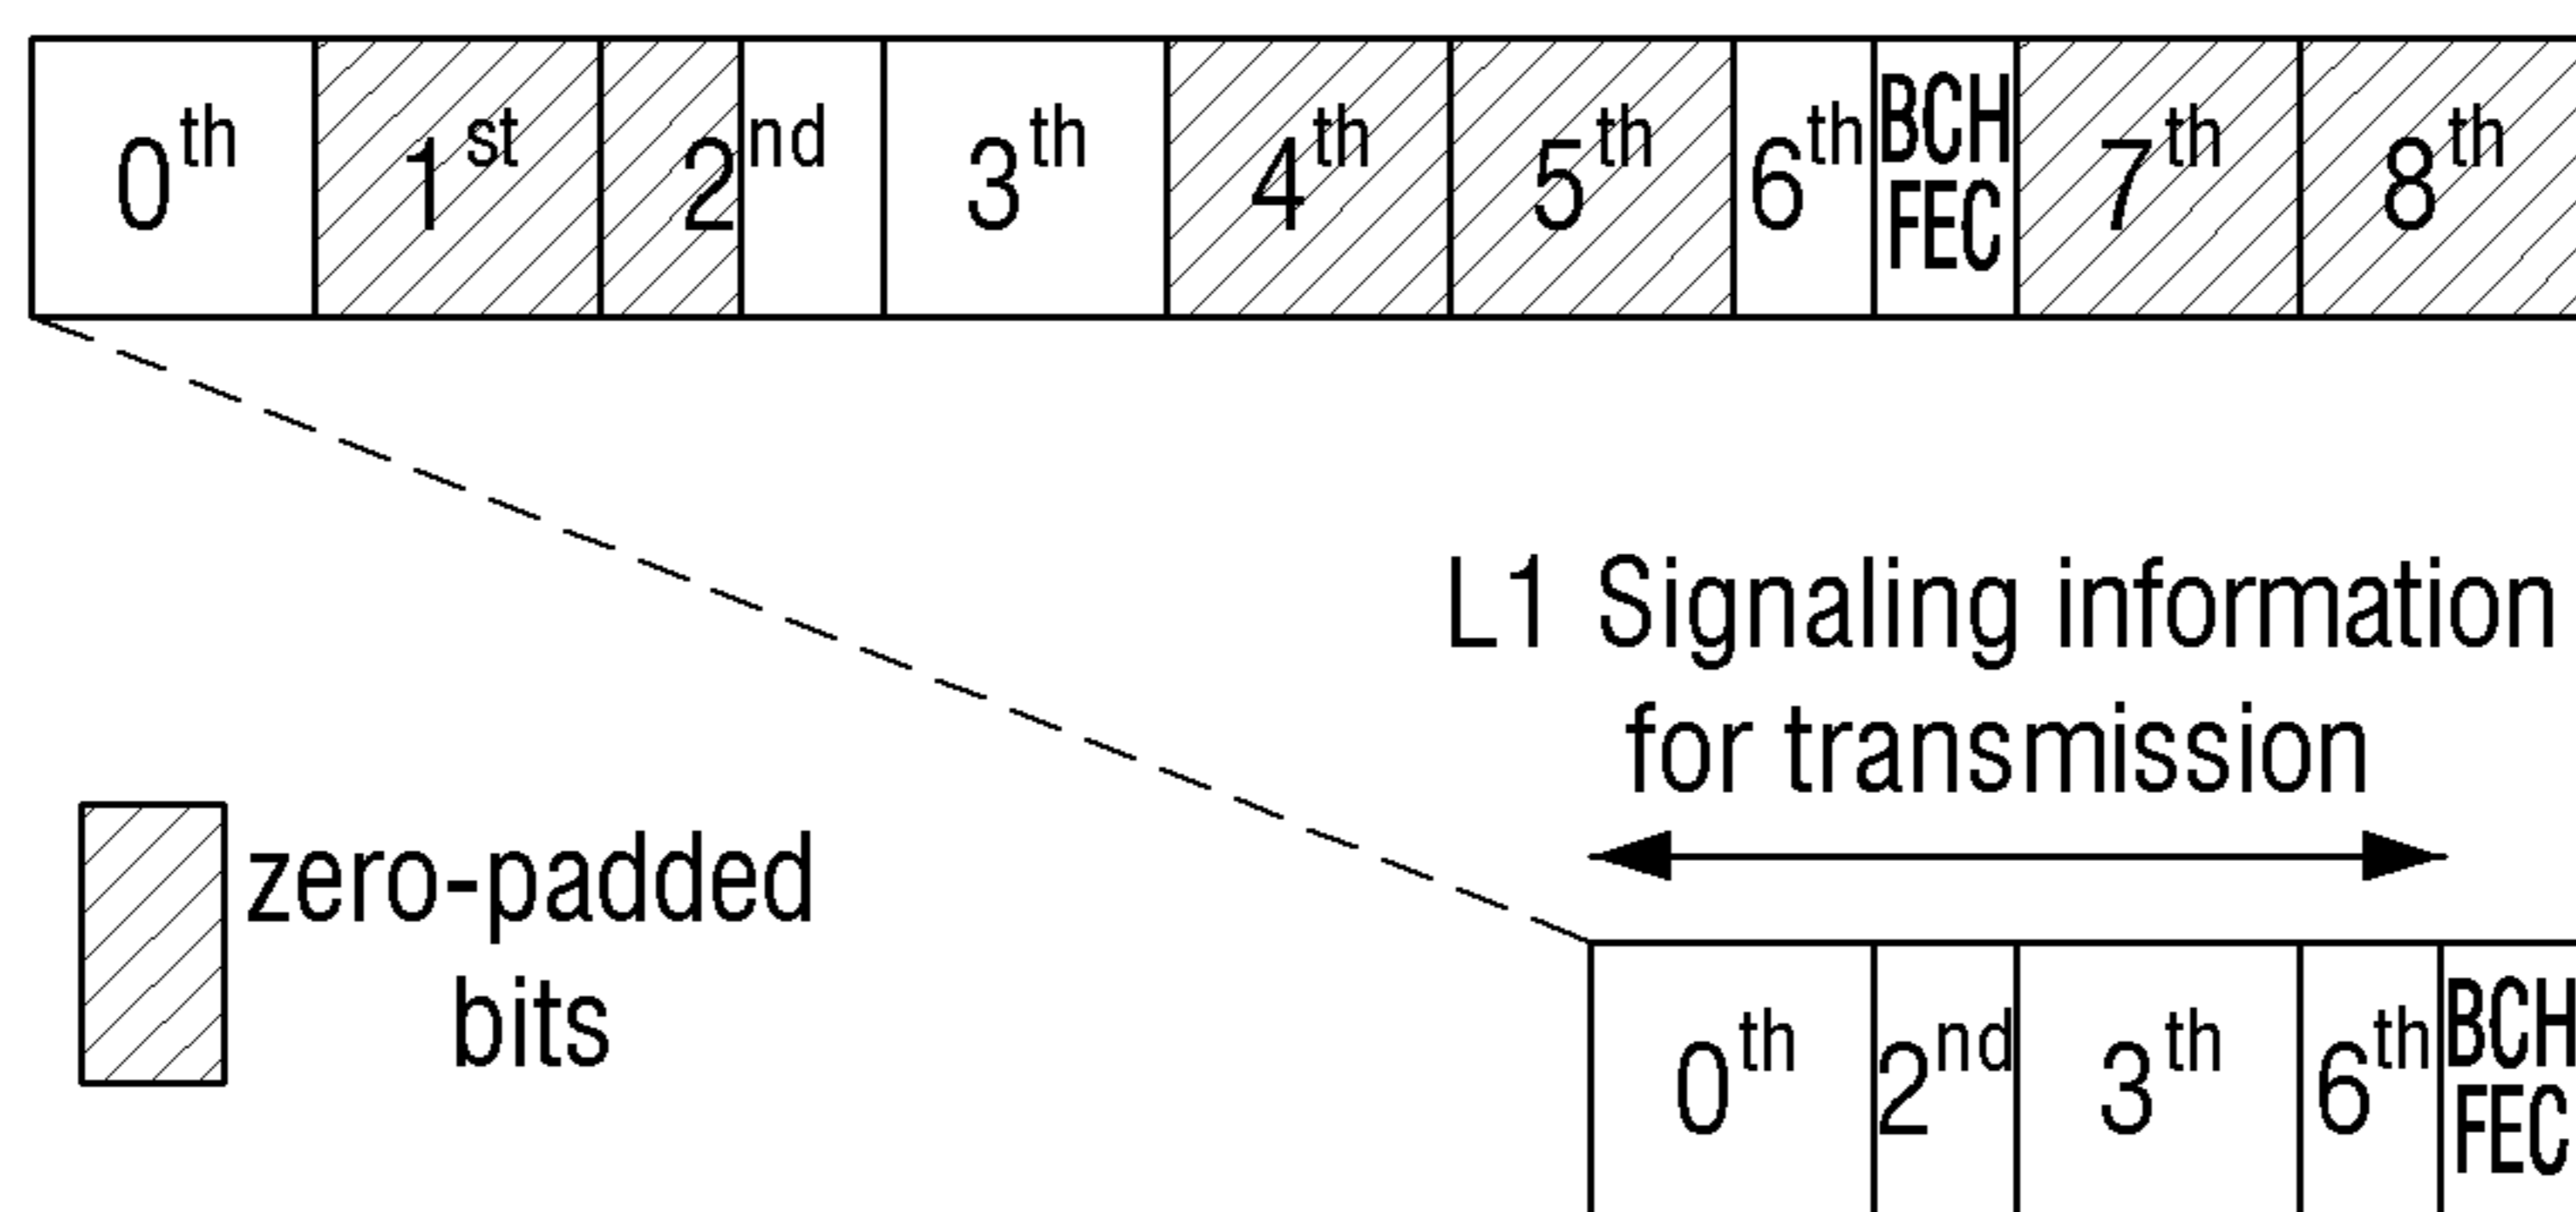 0th 1st 2nd 3th 4th 5th 6th BCH FEC 7th 8th
L1 Signaling information
for transmission
zero-padded
bits
0th 2nd 3th 6th BCH FEC